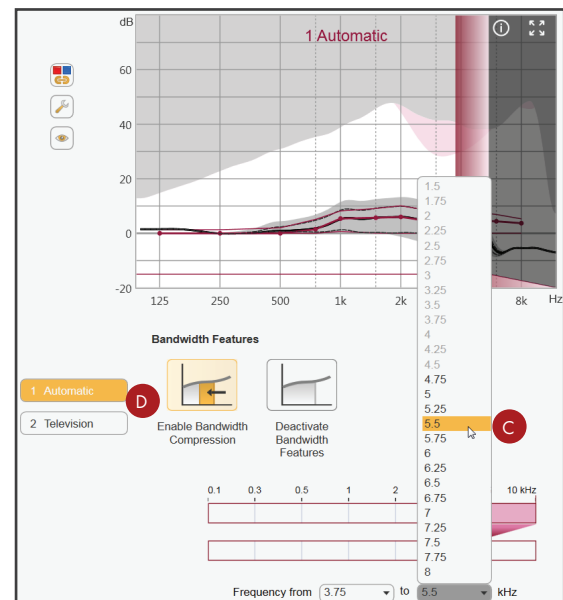 dB
1 Automatic
60
40
20
0
-20
125 250 500 1k 2k 8k Hz
1.5
1.75
2
2.25
2.5
2.75
3
3.25
3.5
3.75
4
4.25
4.5
4.75
5
5.25
5.5
5.75
6
6.25
6.5
6.75
7
7.25
7.5
7.75
8
C
Bandwidth Features
1 Automatic
D
2 Television
Enable Bandwidth
Compression
Deactivate
Bandwidth
Features
0.1 0.3 0.5 1 2 10 kHz
Frequency from 3.75 to 5.5 kHz